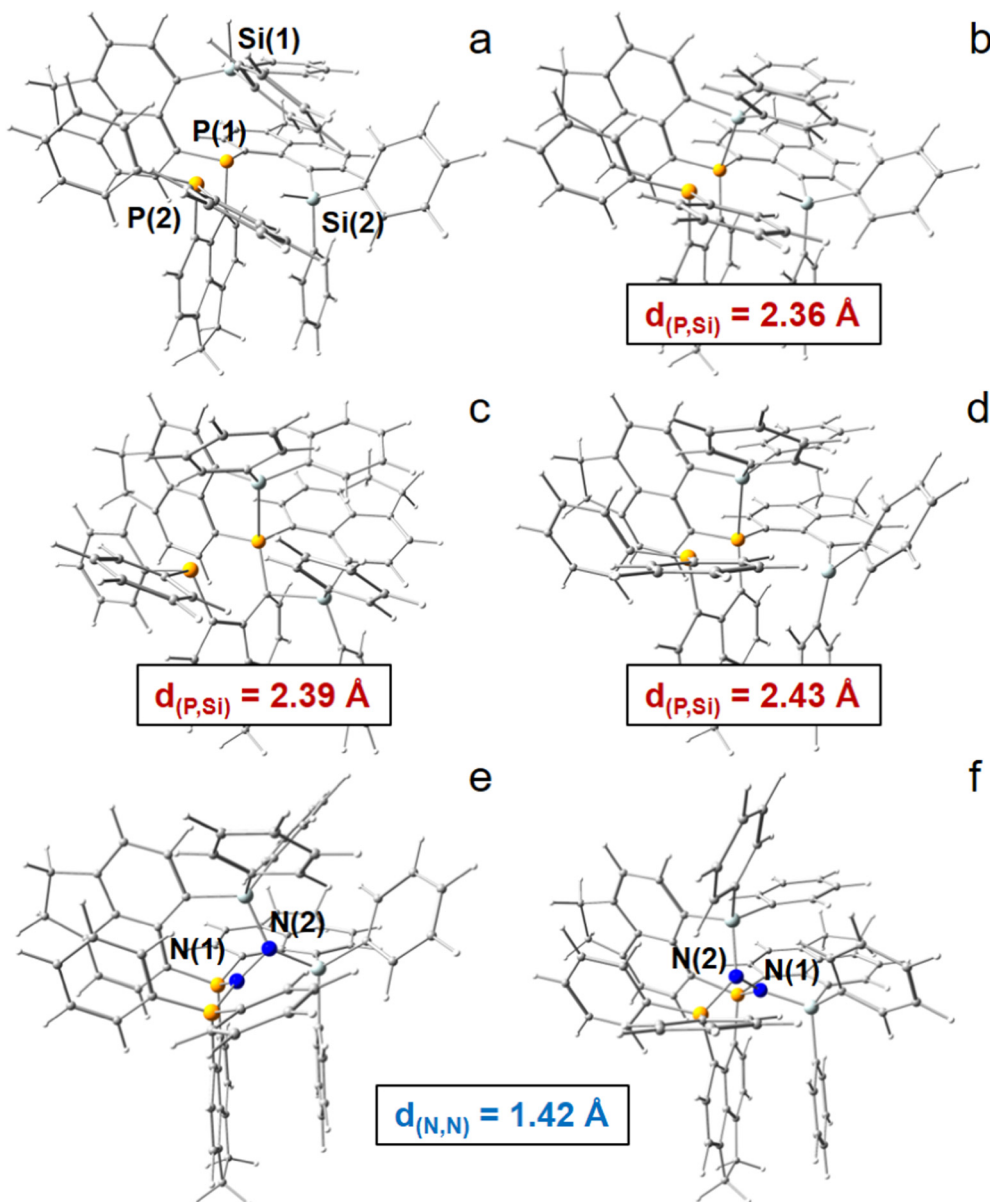 a
Si(1)
P(1)
P(2)
Si(2)
b
d(P,Si) = 2.36 Å
c
d(P,Si) = 2.39 Å
d
d(P,Si) = 2.43 Å
e
N(2)
N(1)
f
N(2)
N(1)
d(N,N) = 1.42 Å